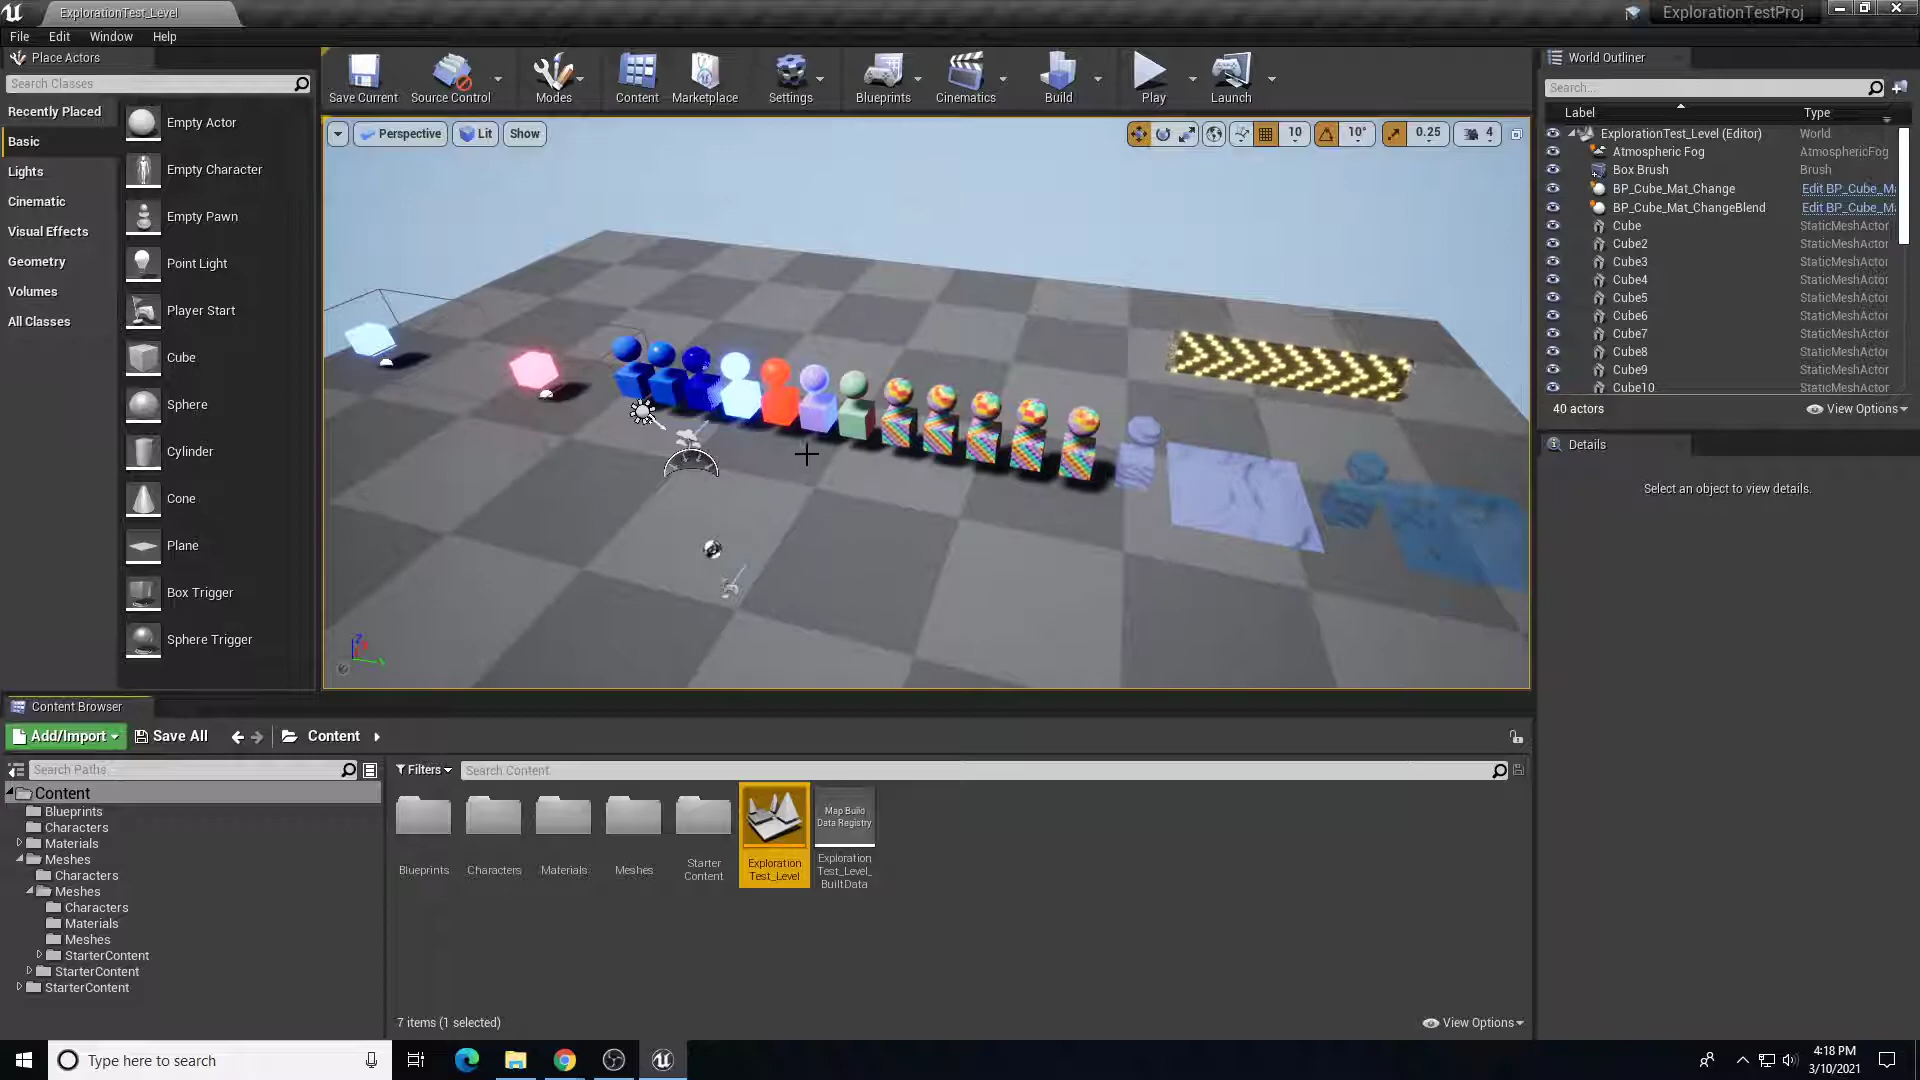 ExplorationTest_Level
ExplorationTestProj
File Edit Window Help
Place Actors
Search Classes
Recently Placed
Basic
Lights
Cinematic
Visual Effects
Geometry
Volumes
All Classes
Empty Actor
Empty Character
Empty Pawn
Point Light
Player Start
Cube
Sphere
Cylinder
Cone
Plane
Box Trigger
Sphere Trigger
Save Current Source Control Modes Content Marketplace Settings Blueprints Cinematics Build Play Launch
Perspective Lit Show
10 10° 0.25 4
World Outliner
Search...
Label Type
ExplorationTest_Level (Editor) World
Atmospheric Fog AtmosphericFog
Box Brush Brush
BP_Cube_Mat_Change Edit BP_Cube_Ma
BP_Cube_Mat_ChangeBlend Edit BP_Cube_Ma
Cube StaticMeshActor
Cube2 StaticMeshActor
Cube3 StaticMeshActor
Cube4 StaticMeshActor
Cube5 StaticMeshActor
Cube6 StaticMeshActor
Cube7 StaticMeshActor
Cube8 StaticMeshActor
Cube9 StaticMeshActor
Cube10 StaticMeshActor
40 actors View Options
Details
Select an object to view details.
Content Browser
Add/Import Save All Content
Search Paths
Content
Blueprints
Characters
Materials
Meshes
Characters
Meshes
Characters
Materials
Meshes
StarterContent
StarterContent
StarterContent
Filters Search Content
Blueprints
Characters
Materials
Meshes
Starter
Content
Exploration
Test_Level
Map Build
Data Registry
Exploration
Test_Level_
BuiltData
7 items (1 selected) View Options
Type here to search
4:18 PM
3/10/2021